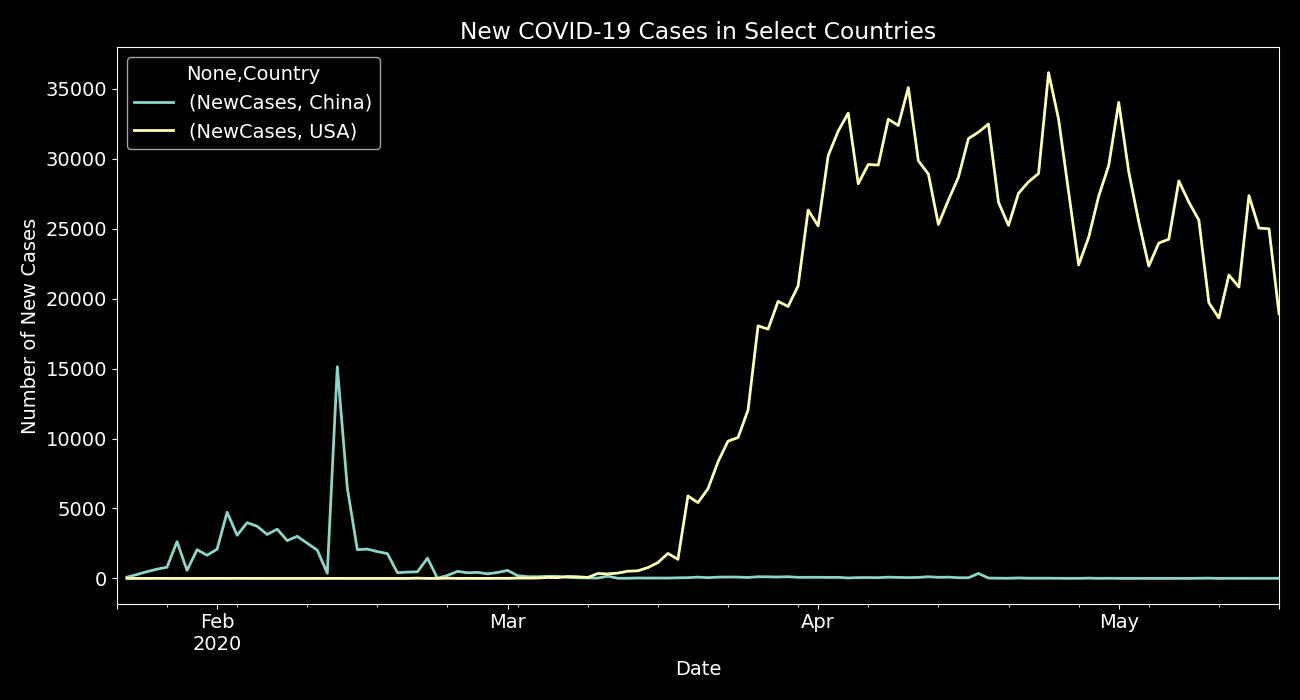 New COVID-19 Cases in Select Countries
None,Country
(NewCases, China)
(NewCases, USA)
Number of New Cases
35000
30000
25000
20000
15000
10000
5000
0
Feb
2020
Mar
Apr
May
Date